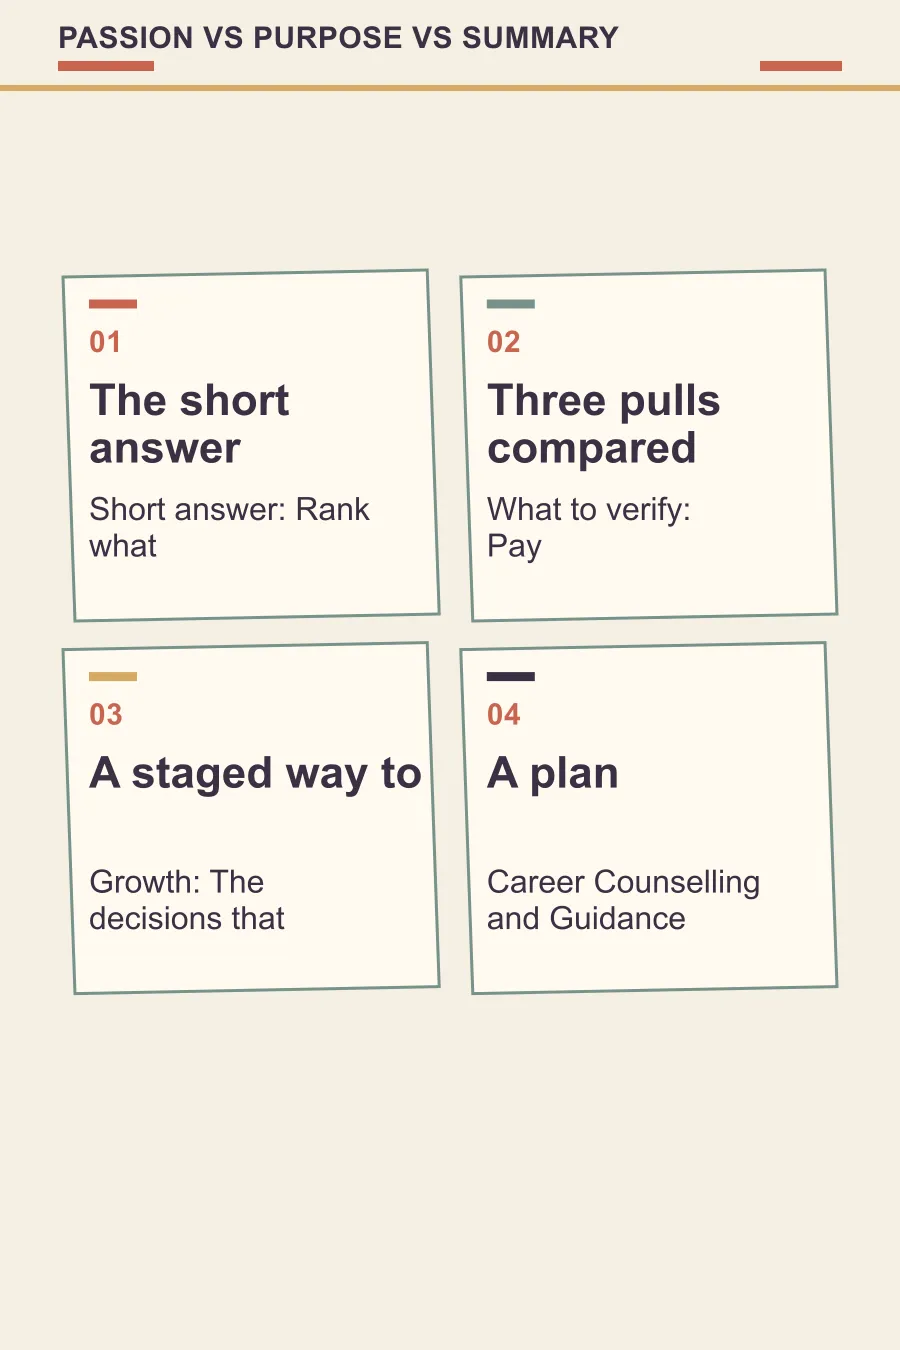 PASSION VS PURPOSE VS SUMMARY
01
The short
answer
Short answer: Rank
what
02
Three pulls
compared
What to verify:
Pay
03
A staged way to
Growth: The
decisions that
04
A plan
Career Counselling
and Guidance